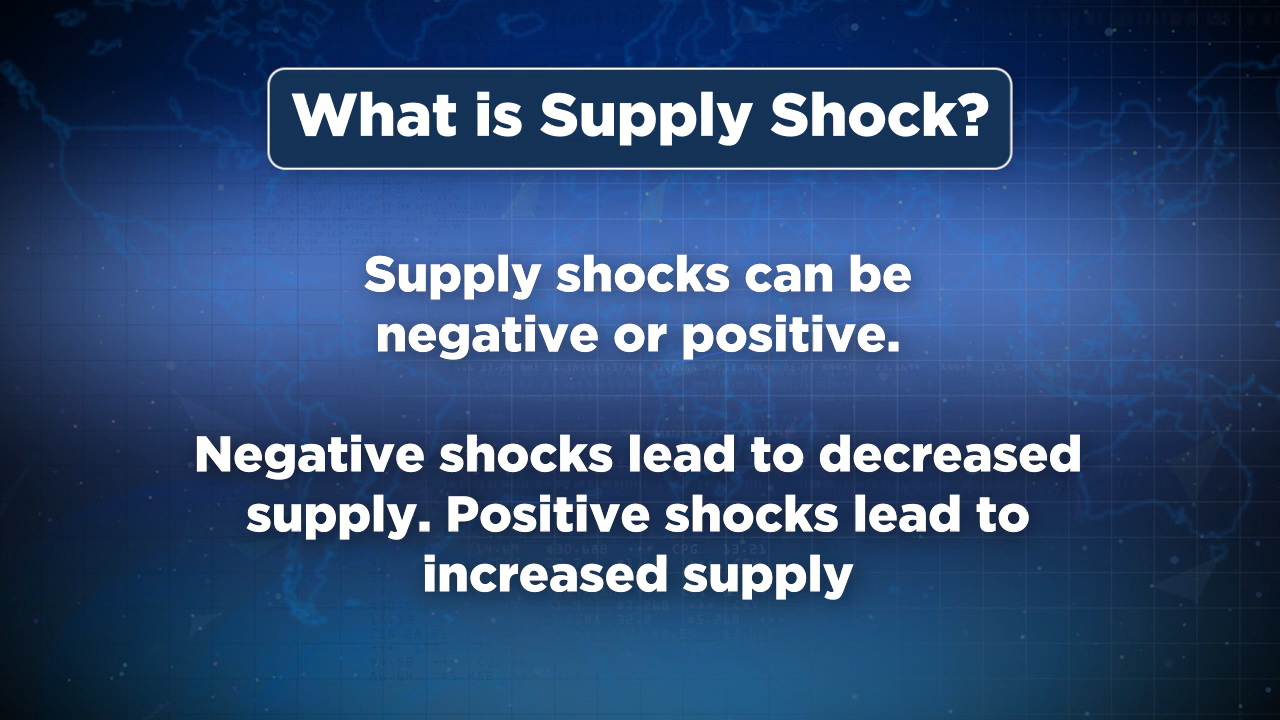 What is Supply Shock?
Supply shocks can be
negative or positive.
Negative shocks lead to decreased
supply. Positive shocks lead to
increased supply